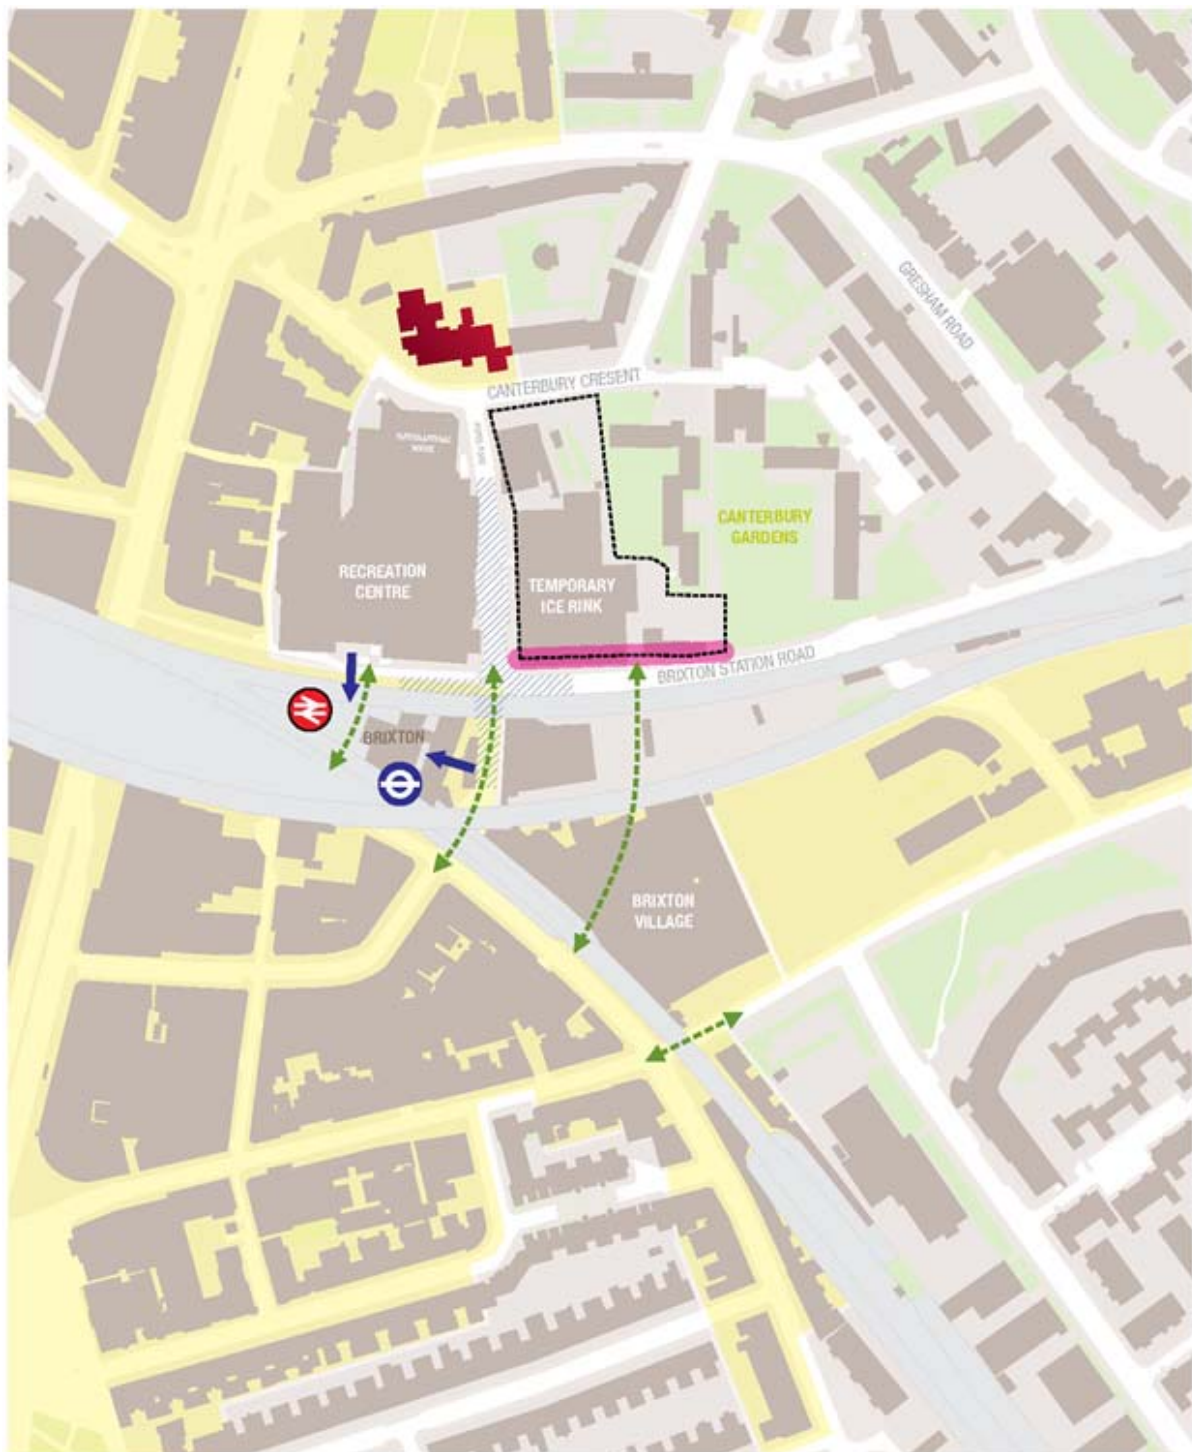 GRESHAM ROAD
CANTERBURY CRESENT
CANTERBURY
GARDENS
RECREATION
CENTRE
TEMPORARY
ICE RINK
BRIXTON STATION ROAD
BRIXTON
BRIXTON
VILLAGE